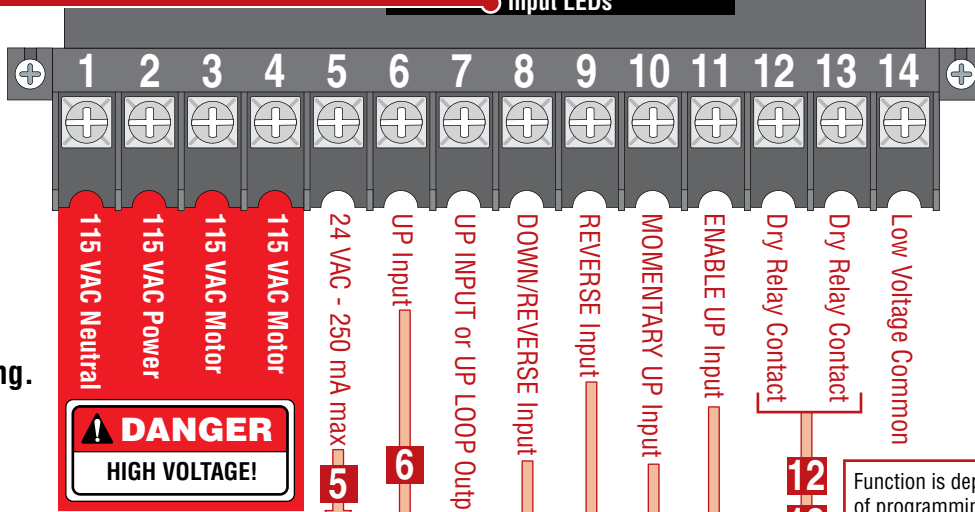 Input LEDs
1 2 3 4 5 6 7 8 9 10 11 12 13 14
115 VAC Neutral
115 VAC Power
115 VAC Motor
115 VAC Motor
24 VAC - 250 mA max
UP Input
UP INPUT or UP LOOP Outp
DOWN/REVERSE Input
REVERSE Input
MOMENTARY UP Input
ENABLE UP Input
Dry Relay Contact
Dry Relay Contact
Low Voltage Common
ng.
DANGER
HIGH VOLTAGE!
5
6
12
Function is dep
of programmin